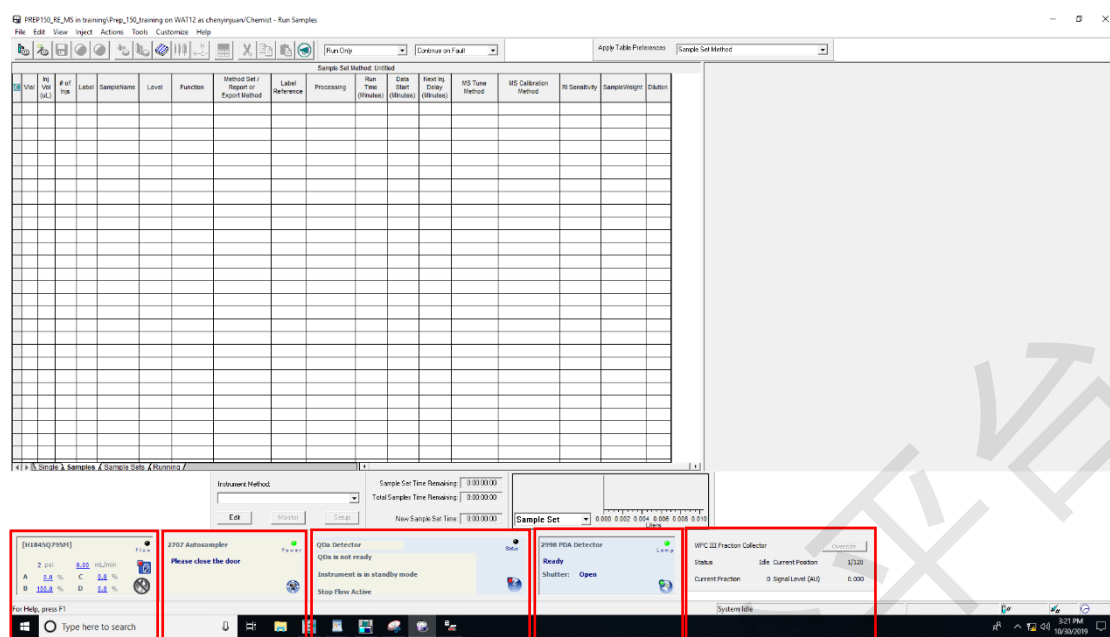 PREP150_RE_MS in training\Prep_150_training on WAT12 as chenyinjuan/Chemist - Run Samples
File Edit View Inject Actions Tools Customize Help
Run Only
Continue on Fault
Apply Table Preferences
Sample Set Method
Sample Set Method: Untitled
Vial
Inj Vol (uL)
# of Injs
Label
SampleName
Level
Function
Method Set / Report or Export Method
Label Reference
Processing
Run Time (Minutes)
Data Start (Minutes)
Next Inj. Delay (Minutes)
MS Tune Method
MS Calibration Method
RI Sensitivity
SampleWeight
Dilution
Single Samples Sample Sets Running
Instrument Method:
Edit Monitor Setup
Sample Set Time Remaining: 0:00:00:00
Total Samples Time Remaining: 0:00:00:00
New Sample Set Time: 0:00:00:00
Sample Set
0.000 0.002 0.004 0.006 0.008 0.010
Liters
[H1845Q795M]
Flow
2 psi 0.00 mL/min
A 0.0 % C 0.0 %
B 100.0 % D 0.0 %
2707 Autosampler
Power
Please close the door
QDa Detector
Status
QDa is not ready
Instrument is in standby mode
Stop Flow Active
2998 PDA Detector
Lamp
Ready
Shutter: Open
WFC III Fraction Collector
Override
Status Idle Current Position 1/120
Current Fraction 0 Signal Level (AU) 0.000
For Help, press F1
System Idle
Type here to search
3:21 PM
10/30/2019
平台